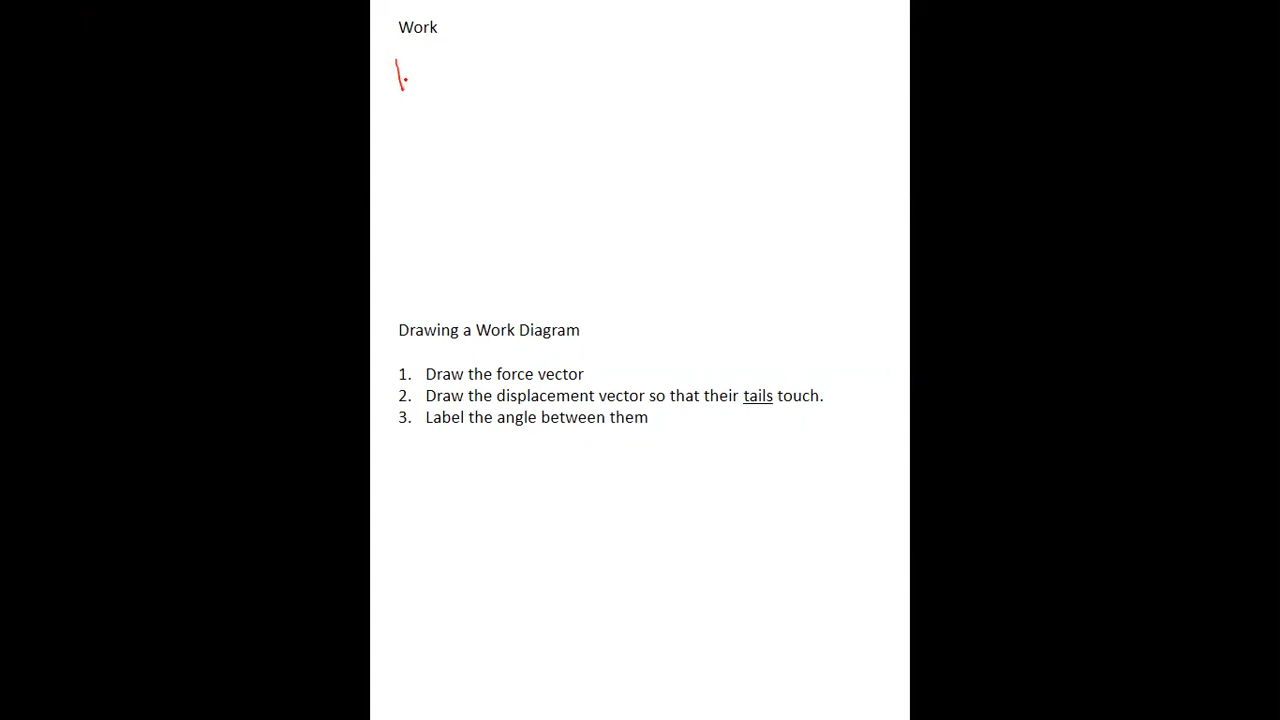 Work
Drawing a Work Diagram
1. Draw the force vector
2. Draw the displacement vector so that their tails touch.
3. Label the angle between them